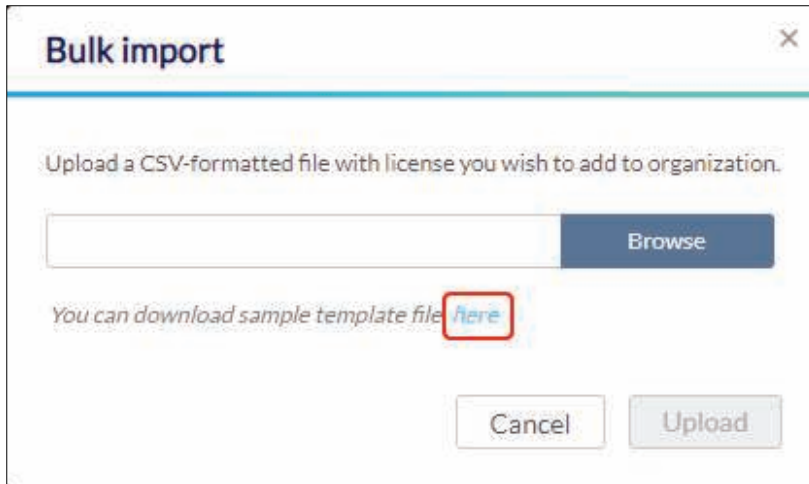 Bulk import
×
Upload a CSV-formatted file with license you wish to add to organization.
Browse
You can download sample template file here
Cancel
Upload